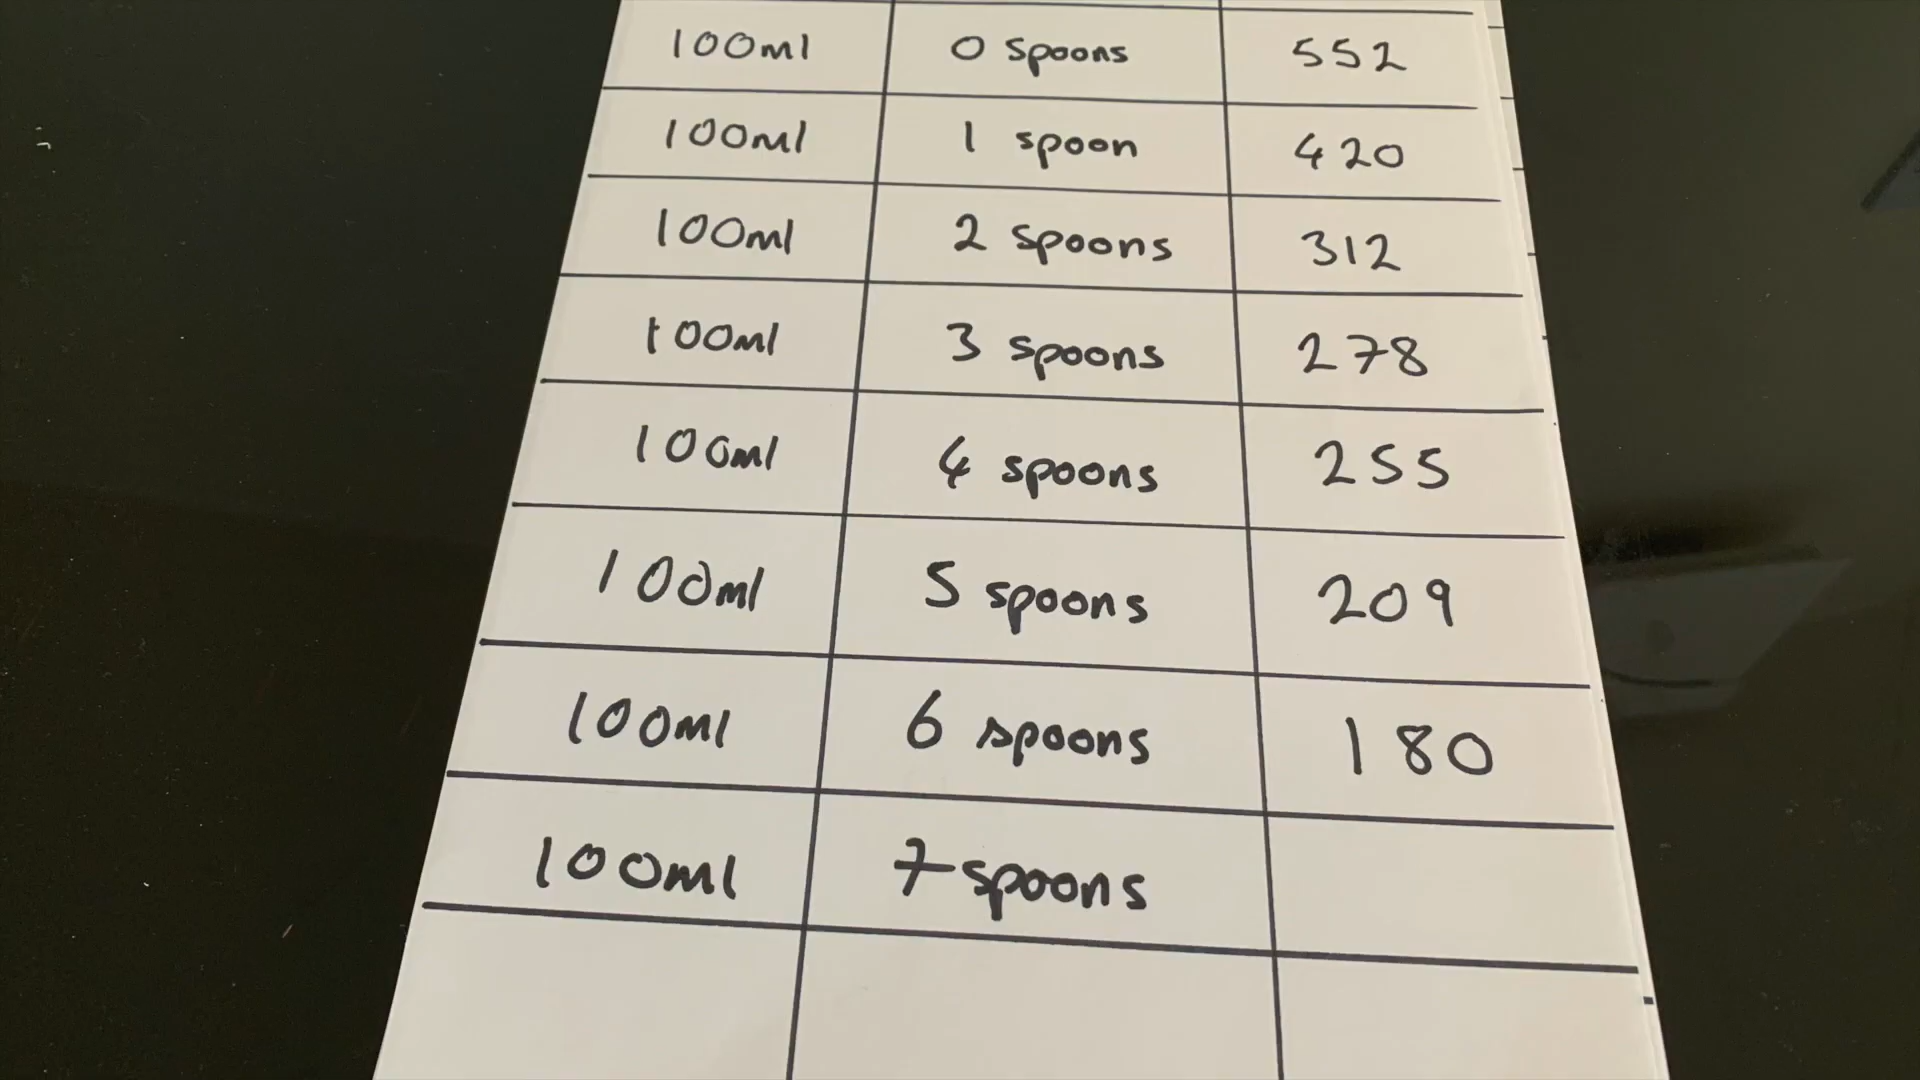 100ml 0 spoons 552
100ml 1 spoon 420
100ml 2 spoons 312
100ml 3 spoons 278
100ml 4 spoons 255
100ml 5 spoons 209
100ml 6 spoons 180
100ml 7 spoons